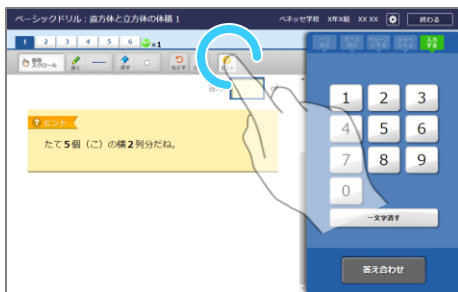 ベーシックドリル：直方体と立方体の体積 1
ベネッセ学校 X年X組 XX XX
終わる
1 2 3 4 5 6 ×1
画面スクロール
書く
消す
もどす
ヒント
入力する
? ヒント
たて5個（こ）の横2列分だね。
1 2 3
4 5 6
7 8 9
0
一文字消す
答え合わせ